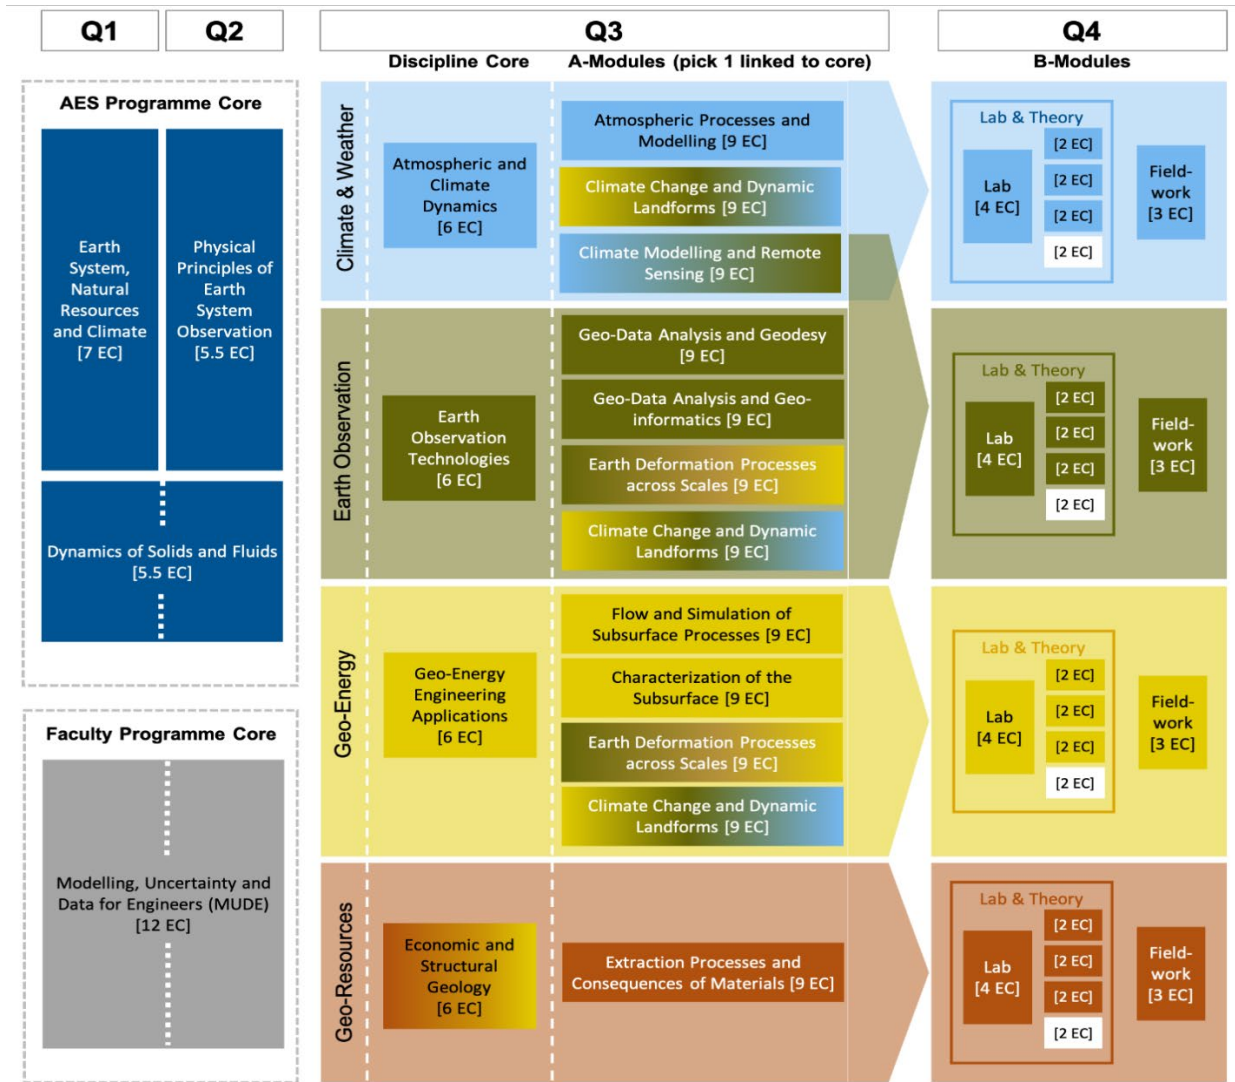 Q1
Q2
Q3
Q4
Discipline Core
A-Modules (pick 1 linked to core)
B-Modules
AES Programme Core
Earth
System,
Natural
Resources
and Climate
[7 EC]
Physical
Principles of
Earth
System
Observation
[5.5 EC]
Dynamics of Solids and Fluids
[5.5 EC]
Faculty Programme Core
Modelling, Uncertainty and
Data for Engineers (MUDE)
[12 EC]
Climate & Weather
Atmospheric and
Climate
Dynamics
[6 EC]
Atmospheric Processes and
Modelling [9 EC]
Climate Change and Dynamic
Landforms [9 EC]
Climate Modelling and Remote
Sensing [9 EC]
Lab & Theory
Lab
[4 EC]
[2 EC]
[2 EC]
[2 EC]
[2 EC]
Field-
work
[3 EC]
Earth Observation
Earth
Observation
Technologies
[6 EC]
Geo-Data Analysis and Geodesy
[9 EC]
Geo-Data Analysis and Geo-
informatics [9 EC]
Earth Deformation Processes
across Scales [9 EC]
Climate Change and Dynamic
Landforms [9 EC]
Lab & Theory
Lab
[4 EC]
[2 EC]
[2 EC]
[2 EC]
[2 EC]
Field-
work
[3 EC]
Geo-Energy
Geo-Energy
Engineering
Applications
[6 EC]
Flow and Simulation of
Subsurface Processes [9 EC]
Characterization of the
Subsurface [9 EC]
Earth Deformation Processes
across Scales [9 EC]
Climate Change and Dynamic
Landforms [9 EC]
Lab & Theory
Lab
[4 EC]
[2 EC]
[2 EC]
[2 EC]
[2 EC]
Field-
work
[3 EC]
Geo-Resources
Economic and
Structural
Geology
[6 EC]
Extraction Processes and
Consequences of Materials [9 EC]
Lab & Theory
Lab
[4 EC]
[2 EC]
[2 EC]
[2 EC]
[2 EC]
Field-
work
[3 EC]